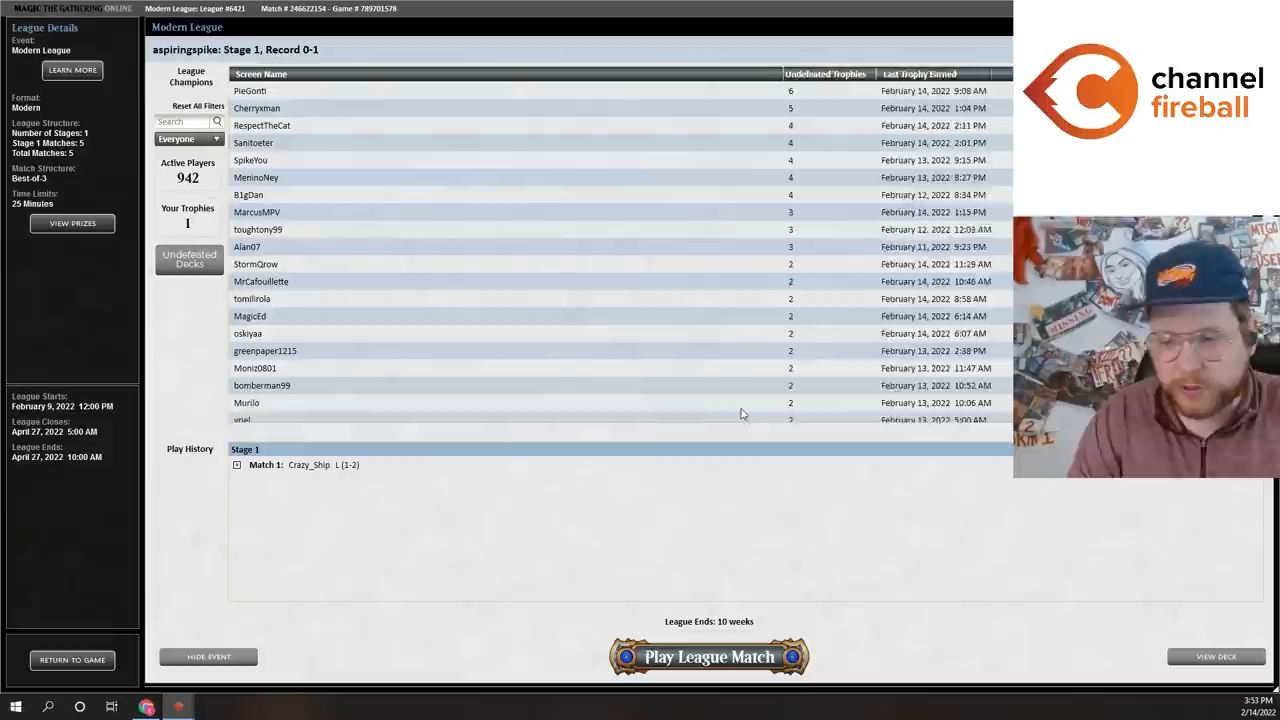 MAGIC THE GATHERING ONLINE Modern League: League #6421 Match # 246622154 - Game # 789701578
League Details
Event:
Modern League
LEARN MORE
Format:
Modern
League Structure:
Number of Stages: 1
Stage 1 Matches: 5
Total Matches: 5
Match Structure:
Best-of-3
Time Limits:
25 Minutes
VIEW PRIZES
League Starts:
February 9, 2022 12:00 PM
League Closes:
April 27, 2022 5:00 AM
League Ends:
April 27, 2022 10:00 AM
RETURN TO GAME
Modern League
aspiringspike: Stage 1, Record 0-1
League
Champions
Reset All Filters
Search
Everyone
Active Players
942
Your Trophies
1
Undefeated
Decks
Screen Name Undefeated Trophies Last Trophy Earned
PieGonti 6 February 14, 2022 9:08 AM
Cherryxman 5 February 14, 2022 1:04 PM
RespectTheCat 4 February 14, 2022 2:11 PM
Sanitoeter 4 February 14, 2022 2:01 PM
SpikeYou 4 February 13, 2022 9:15 PM
MeninoNey 4 February 13, 2022 8:27 PM
B1gDan 4 February 12, 2022 8:34 PM
MarcusMPV 3 February 14, 2022 1:15 PM
toughtony99 3 February 12, 2022 12:03 AM
Alan07 3 February 11, 2022 9:23 PM
StormQrow 2 February 14, 2022 11:29 AM
MrCafouillette 2 February 14, 2022 10:46 AM
tomilirola 2 February 14, 2022 8:58 AM
MagicEd 2 February 14, 2022 6:14 AM
oskiyaa 2 February 14, 2022 6:07 AM
greenpaper1215 2 February 13, 2022 2:38 PM
Moniz0801 2 February 13, 2022 11:47 AM
bomberman99 2 February 13, 2022 10:52 AM
Murilo 2 February 13, 2022 10:06 AM
vriel 2 February 13, 2022 5:00 AM
Play History
Stage 1
Match 1: Crazy_Ship L (1-2)
League Ends: 10 weeks
HIDE EVENT
Play League Match
VIEW DECK
channel
fireball
MTGO
MISSING
3:53 PM
2/14/2022